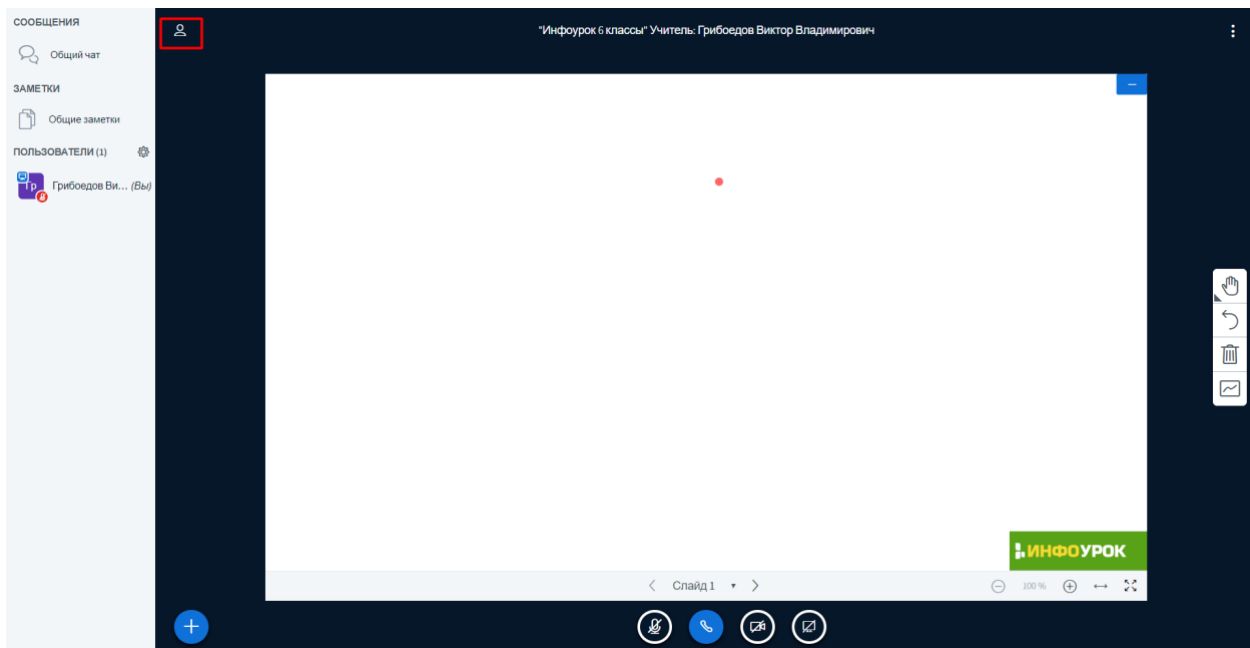 СООБЩЕНИЯ
Общий чат
ЗАМЕТКИ
Общие заметки
ПОЛЬЗОВАТЕЛИ (1)
Гр
Грибоедов Ви... (Вы)
"Инфоурок 6 классы" Учитель: Грибоедов Виктор Владимирович
ИНФОУРОК
Слайд 1
100 %